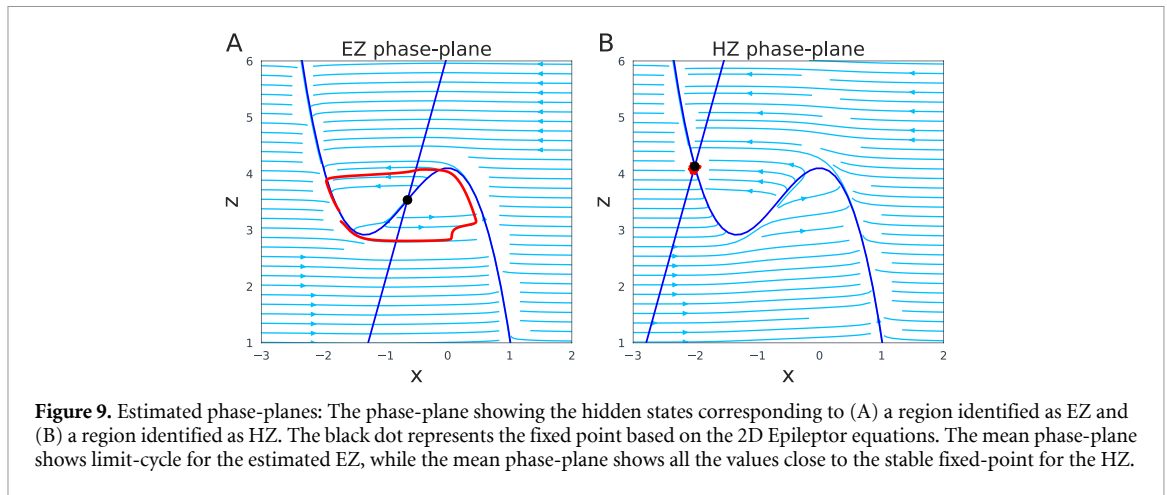 A
EZ phase-plane
6
5
4
3
2
1
z
−3
−2
−1
0
1
2
x
B
HZ phase-plane
6
5
4
3
2
1
z
−3
−2
−1
0
1
2
x
Figure 9. Estimated phase-planes: The phase-plane showing the hidden states corresponding to (A) a region identified as EZ and
(B) a region identified as HZ. The black dot represents the fixed point based on the 2D Epileptor equations. The mean phase-plane
shows limit-cycle for the estimated EZ, while the mean phase-plane shows all the values close to the stable fixed-point for the HZ.